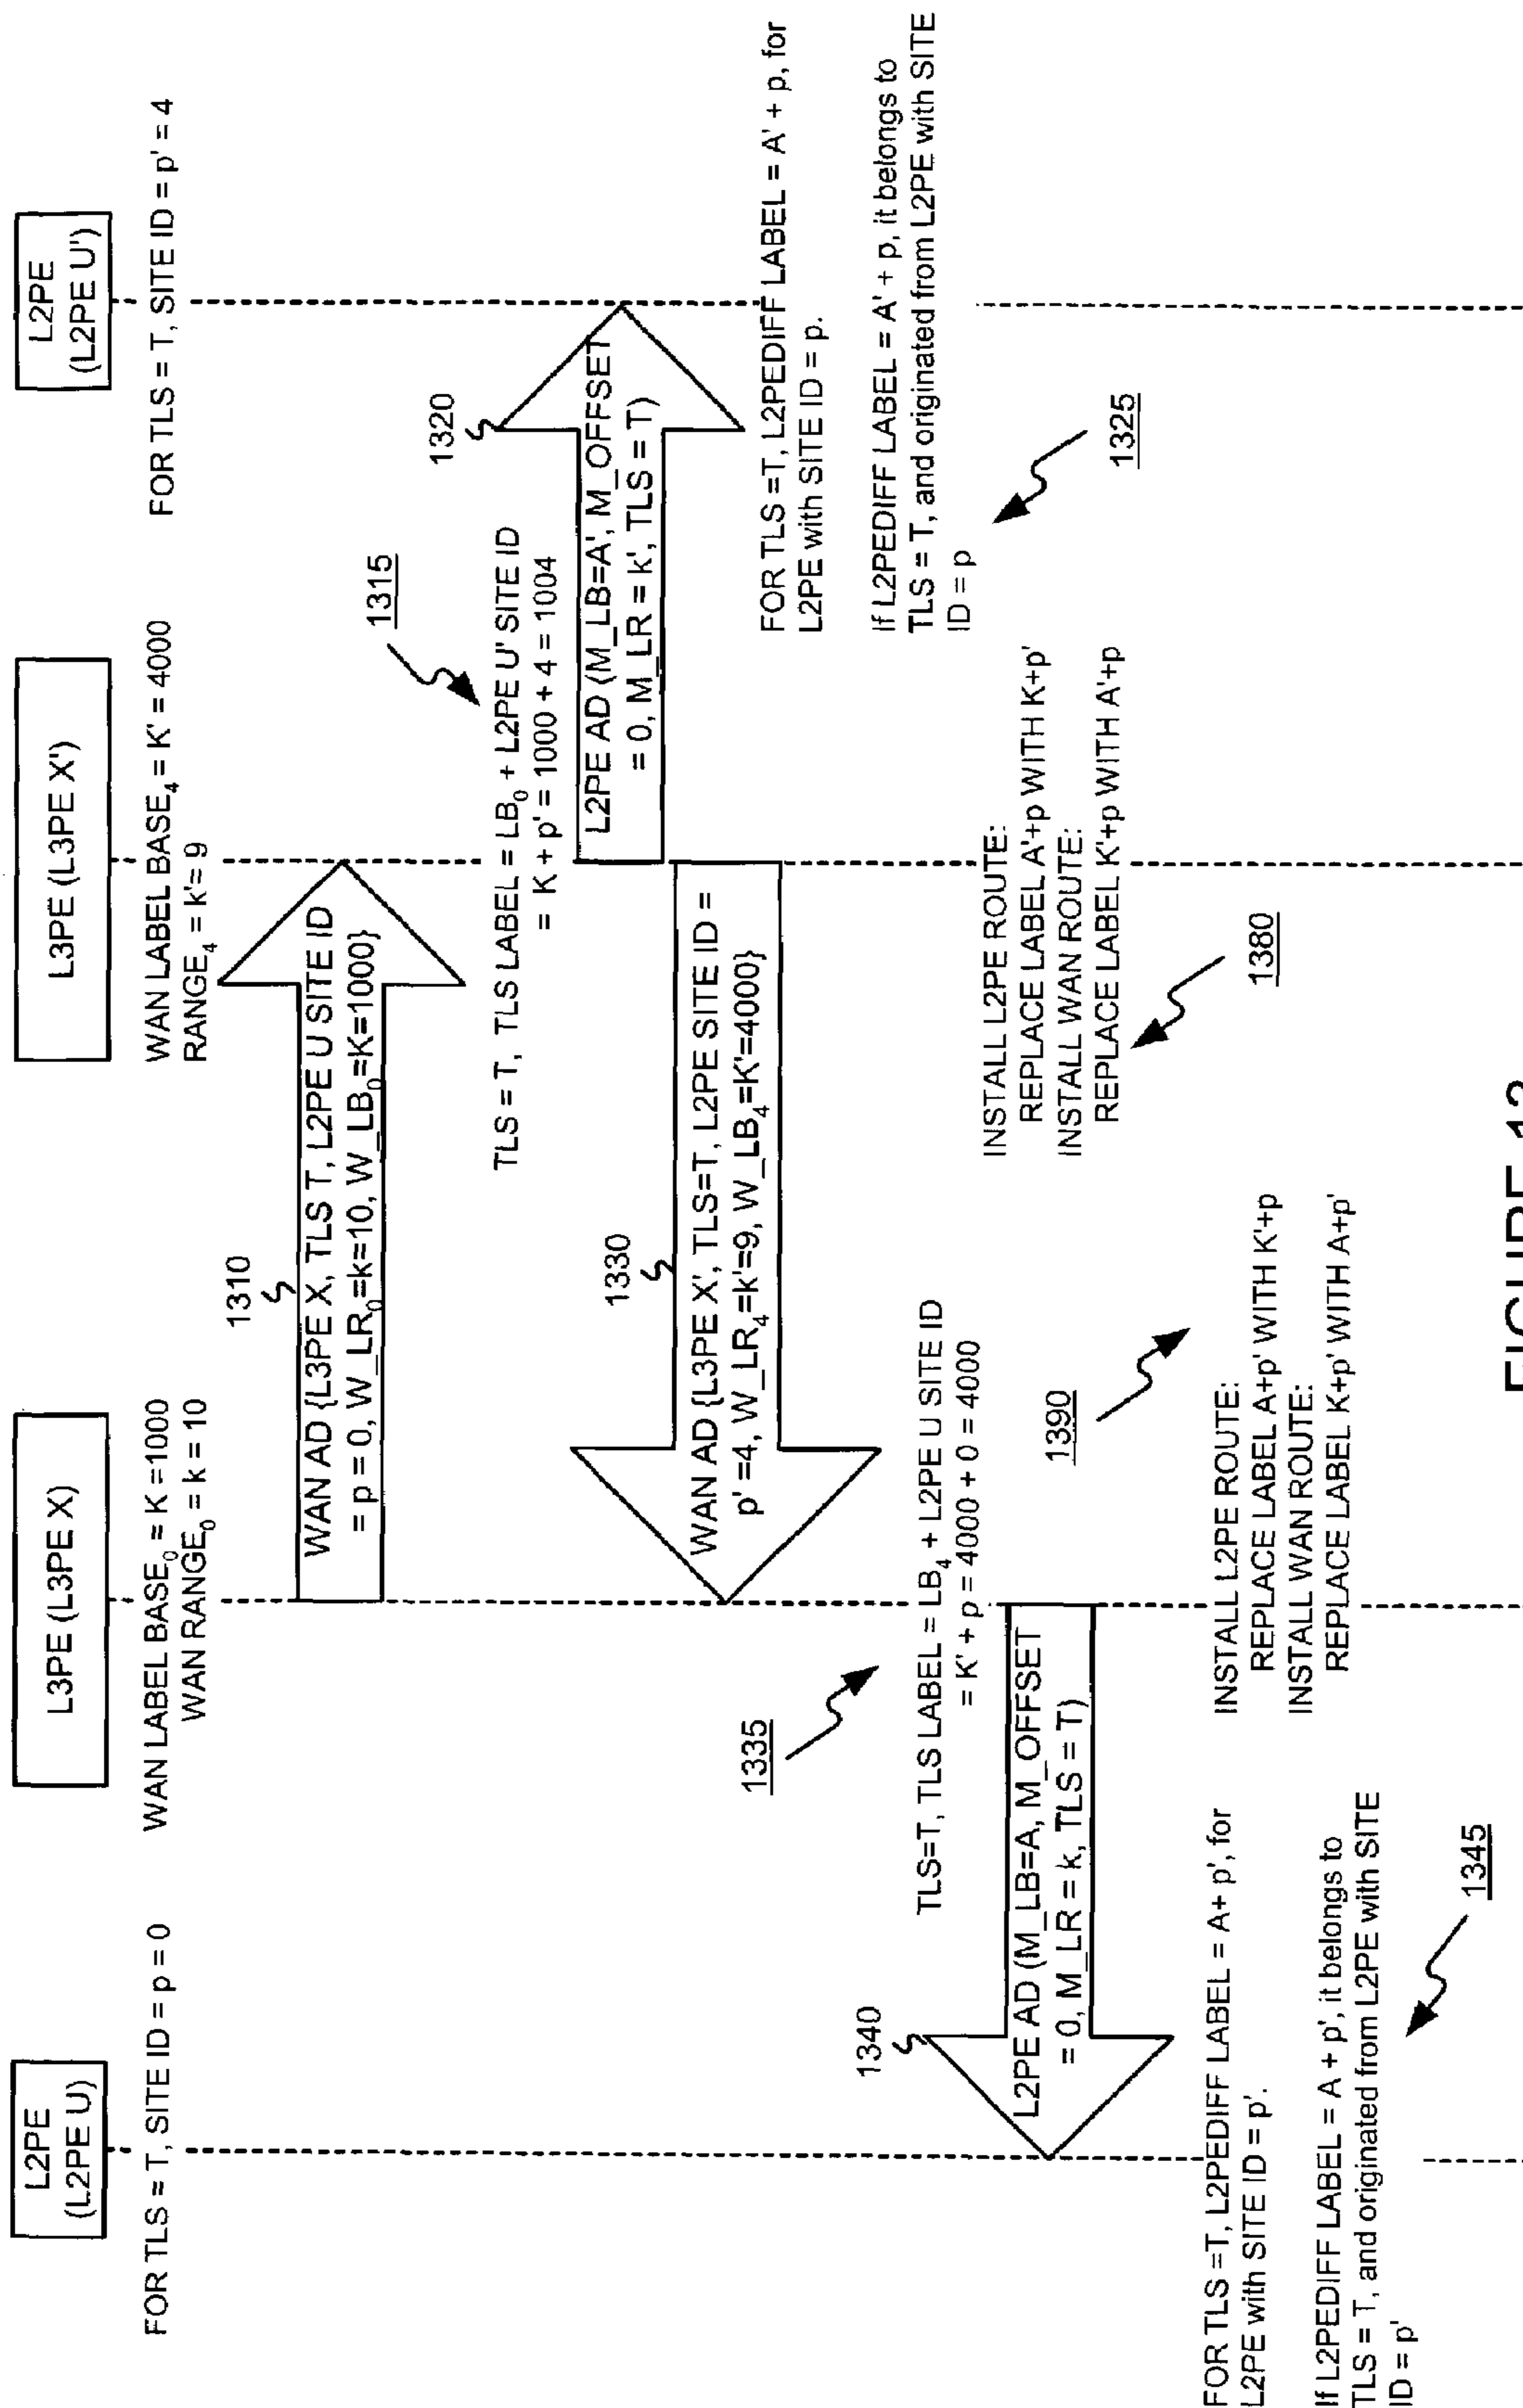 L2PE
(L2PE U)
L3PE (L3PE X)
L3PE (L3PE X')
L2PE
(L2PE U')
FOR TLS = T, SITE ID = p = 0
WAN LABEL BASE₀ = K =1000
WAN RANGE₀ = k = 10
WAN LABEL BASE₄ = K' = 4000
RANGE₄ = k'= 9
FOR TLS = T, SITE ID = p' = 4
1310
WAN AD {L3PE X, TLS T, L2PE U SITE ID
= p = 0, W_LR₀=k=10, W_LB₀=K=1000}
1315
TLS = T, TLS LABEL = LB₀ + L2PE U' SITE ID
= K + p' = 1000 + 4 = 1004
1320
L2PE AD (M_LB=A', M_OFFSET
= 0, M_LR = k', TLS = T)
FOR TLS =T, L2PEDIFF LABEL = A' + p, for
L2PE with SITE ID = p.
If L2PEDIFF LABEL = A' + p, it belongs to
TLS = T, and originated from L2PE with SITE
ID = p
1325
1330
WAN AD {L3PE X', TLS=T, L2PE SITE ID =
p' =4, W_LR₄=k'=9, W_LB₄=K'=4000}
1335
TLS=T, TLS LABEL = LB₄ + L2PE U SITE ID
= K' + p = 4000 + 0 = 4000
1340
L2PE AD (M_LB=A, M_OFFSET
= 0, M_LR = k, TLS = T)
FOR TLS =T, L2PEDIFF LABEL = A+ p', for
L2PE with SITE ID = p'.
If L2PEDIFF LABEL = A + p', it belongs to
TLS = T, and originated from L2PE with SITE
ID = p'
1345
INSTALL L2PE ROUTE:
REPLACE LABEL A'+p WITH K+p'
INSTALL WAN ROUTE:
REPLACE LABEL K'+p WITH A'+p
1380
1390
INSTALL L2PE ROUTE:
REPLACE LABEL A+p' WITH K'+p
INSTALL WAN ROUTE:
REPLACE LABEL K+p' WITH A+p'
FIGURE 13